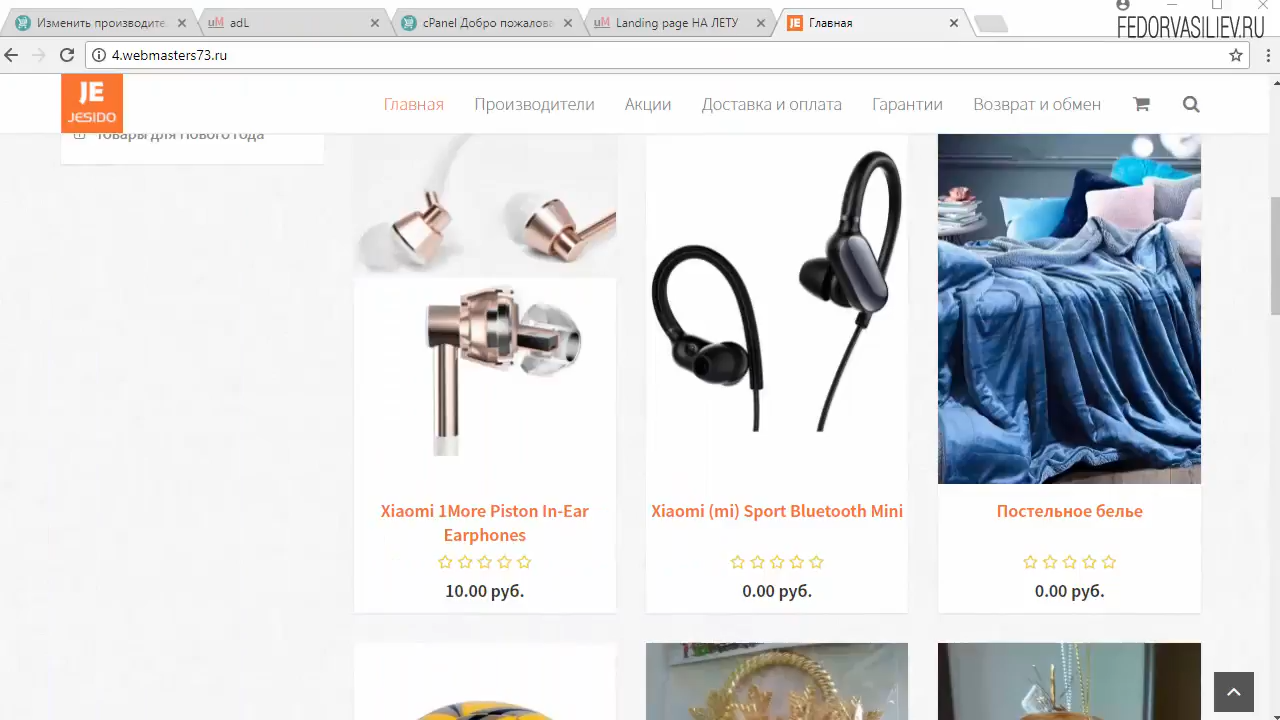 Изменить производите
adL
cPanel Добро пожалова
Landing page НА ЛЕТУ
JE Главная
FEDORVASILIEV.RU
4.webmasters73.ru
JE
JESIDO
Главная
Производители
Акции
Доставка и оплата
Гарантии
Возврат и обмен
Товары для Нового года
Xiaomi 1More Piston In-Ear
Earphones
10.00 руб.
Xiaomi (mi) Sport Bluetooth Mini
0.00 руб.
Постельное белье
0.00 руб.